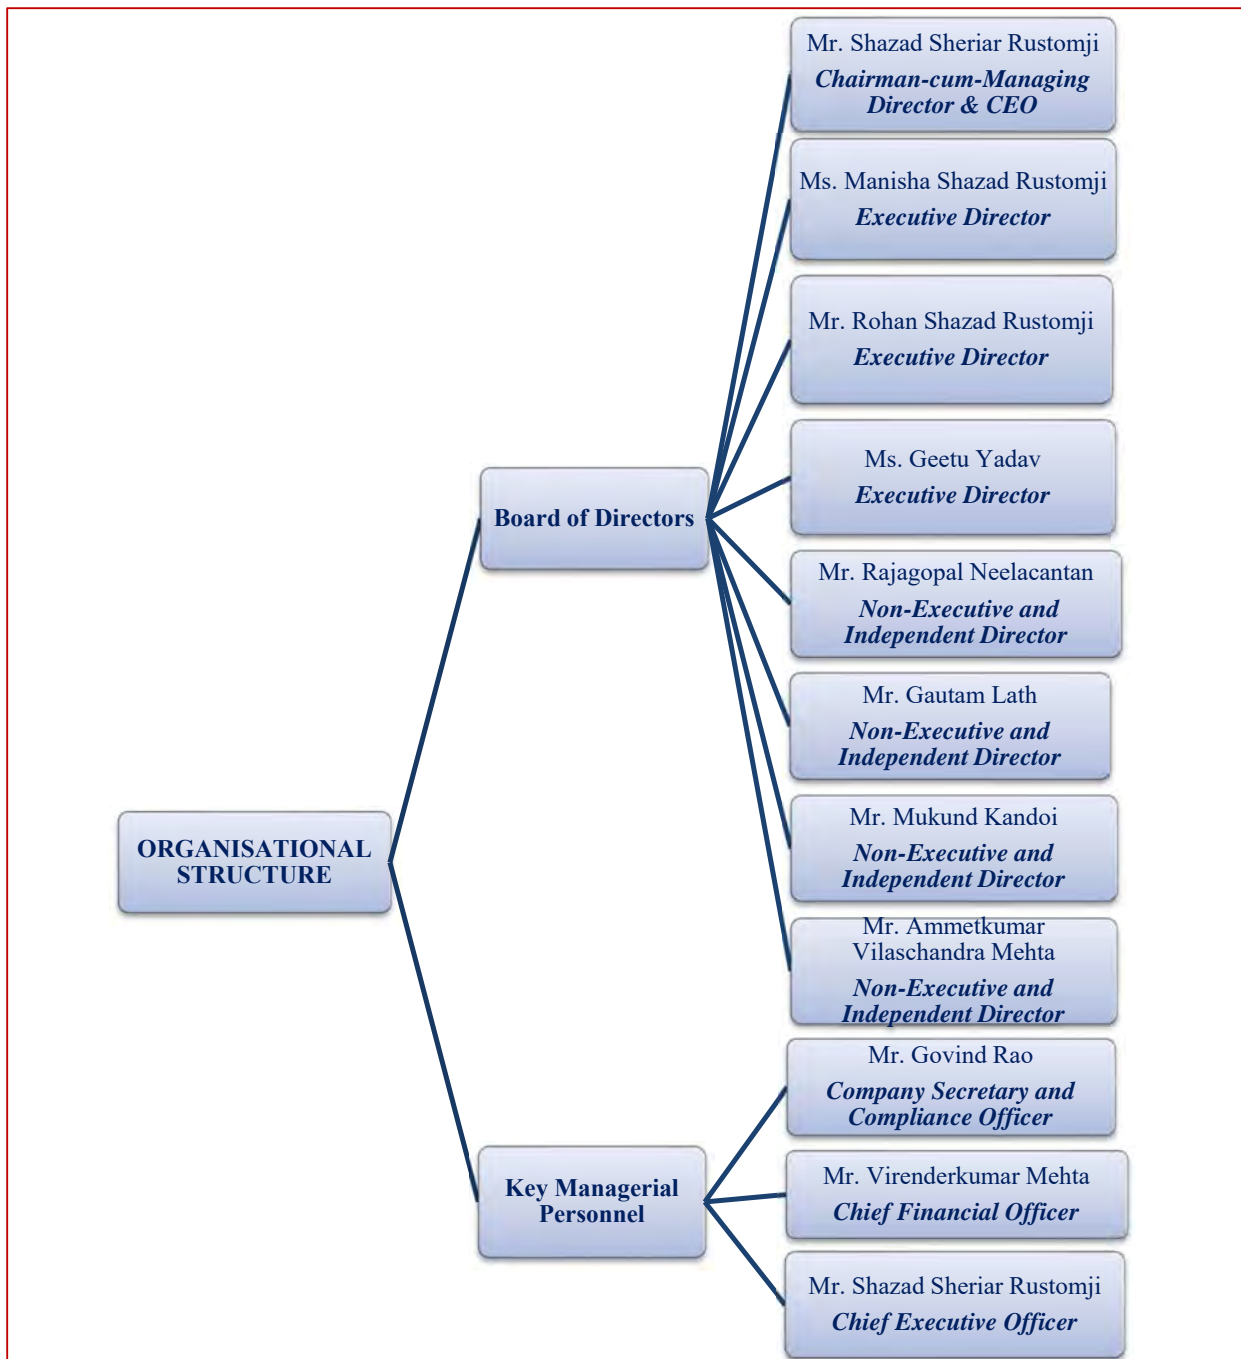 ORGANISATIONAL
STRUCTURE
Board of Directors
Mr. Shazad Sheriar Rustomji
Chairman-cum-Managing
Director & CEO
Ms. Manisha Shazad Rustomji
Executive Director
Mr. Rohan Shazad Rustomji
Executive Director
Ms. Geetu Yadav
Executive Director
Mr. Rajagopal Neelacantan
Non-Executive and
Independent Director
Mr. Gautam Lath
Non-Executive and
Independent Director
Mr. Mukund Kandoi
Non-Executive and
Independent Director
Mr. Ammetkumar
Vilaschandra Mehta
Non-Executive and
Independent Director
Key Managerial
Personnel
Mr. Govind Rao
Company Secretary and
Compliance Officer
Mr. Virenderkumar Mehta
Chief Financial Officer
Mr. Shazad Sheriar Rustomji
Chief Executive Officer